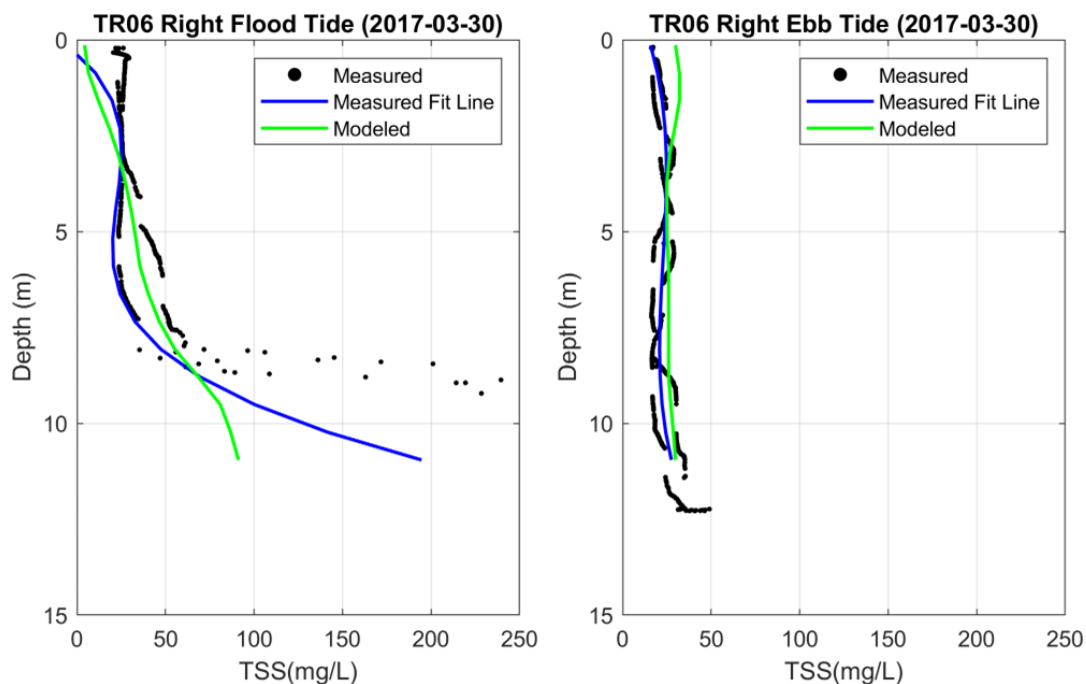 TR06 Right Flood Tide (2017-03-30)
0
5
10
15
Depth (m)
Measured
Measured Fit Line
Modeled
0
50
100
150
200
250
TSS(mg/L)
TR06 Right Ebb Tide (2017-03-30)
0
5
10
15
Depth (m)
Measured
Measured Fit Line
Modeled
0
50
100
150
200
250
TSS(mg/L)